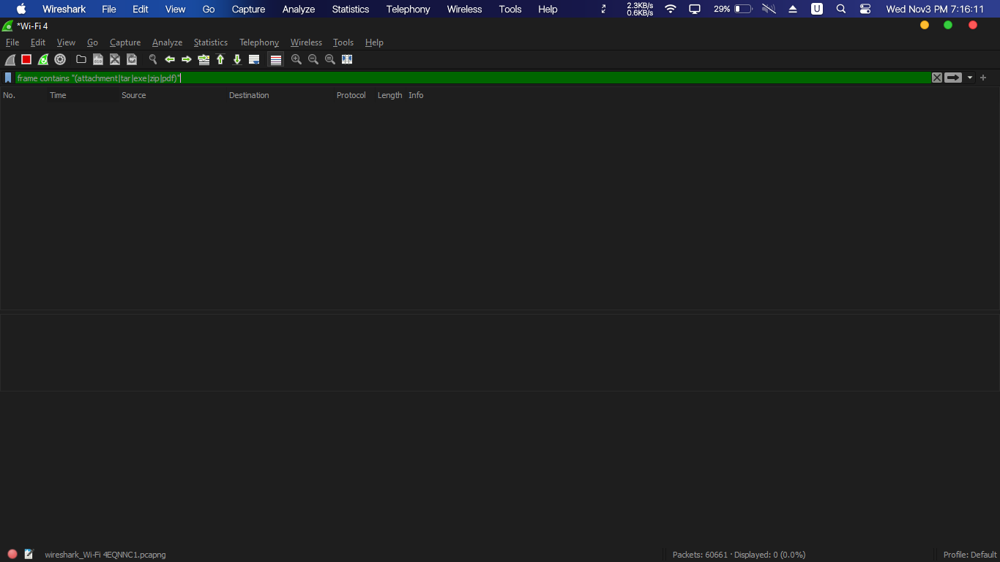 Wireshark File Edit View Go Capture Analyze Statistics Telephony Wireless Tools Help 2.3KB/s 0.6KB/s 29% U Wed Nov3 PM 7:16:11
*Wi-Fi 4
File Edit View Go Capture Analyze Statistics Telephony Wireless Tools Help
frame contains "(attachment|tar|exe|zip|pdf)"
No. Time Source Destination Protocol Length Info
wireshark_Wi-Fi 4EQNNC1.pcapng Packets: 60661 · Displayed: 0 (0.0%) Profile: Default